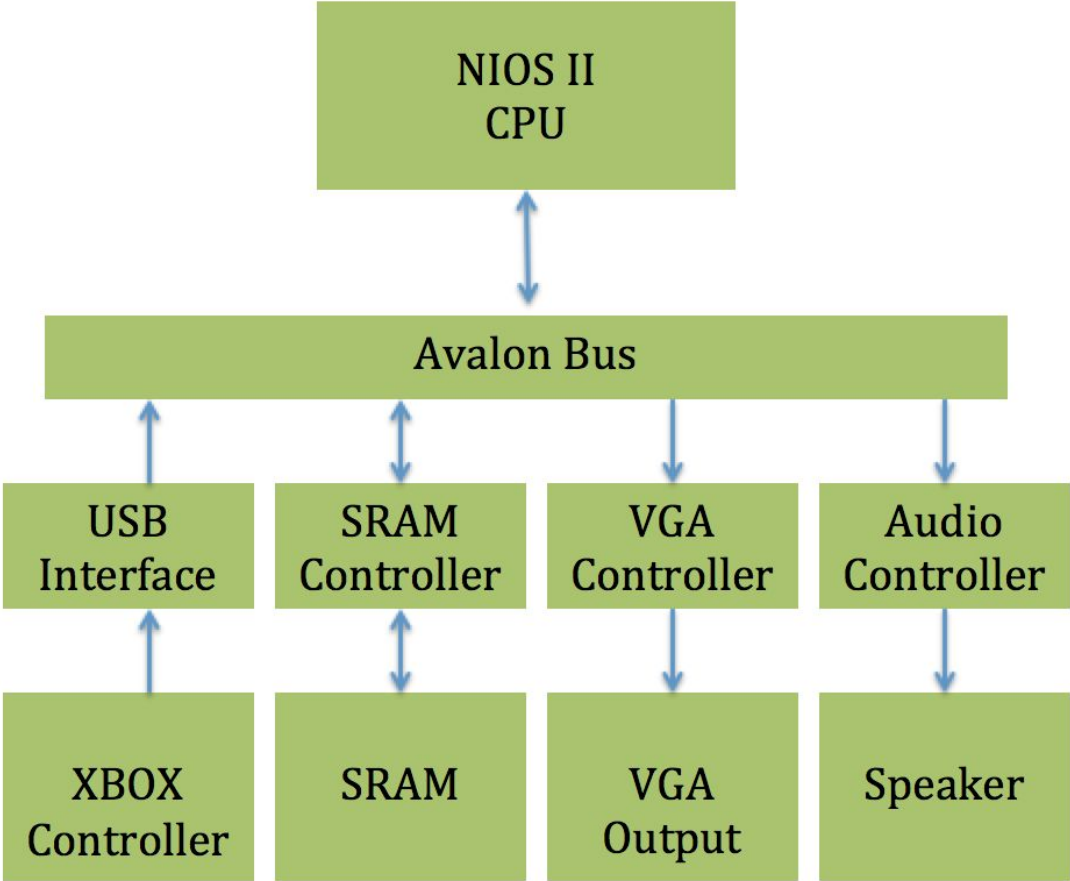 NIOS II
CPU
Avalon Bus
USB
Interface
SRAM
Controller
VGA
Controller
Audio
Controller
XBOX
Controller
SRAM
VGA
Output
Speaker